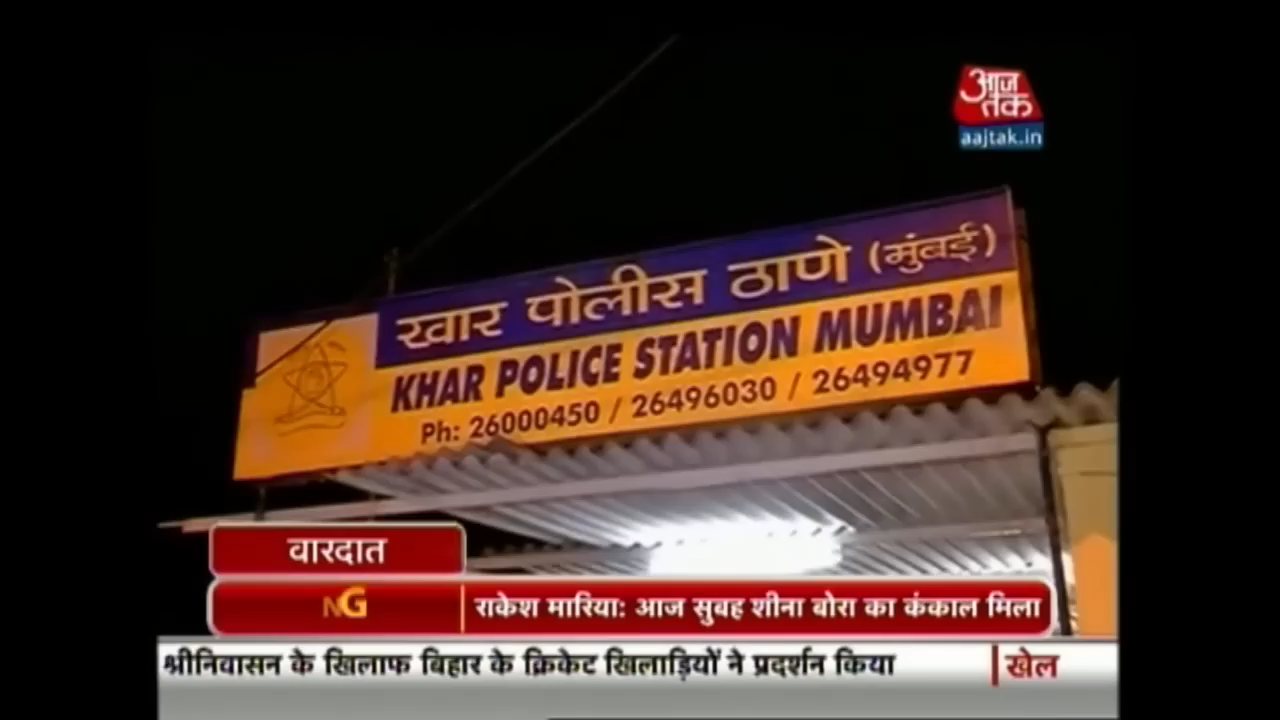 आज
तक
aajtak.in
खार पोलीस ठाणे (मुंबई)
KHAR POLICE STATION MUMBAI
Ph: 26000450 / 26496030 / 26494977
वारदात
NG
राकेश मारिया: आज सुबह शीना बोरा का कंकाल मिला
श्रीनिवासन के खिलाफ बिहार के क्रिकेट खिलाड़ियों ने प्रदर्शन किया
खेल